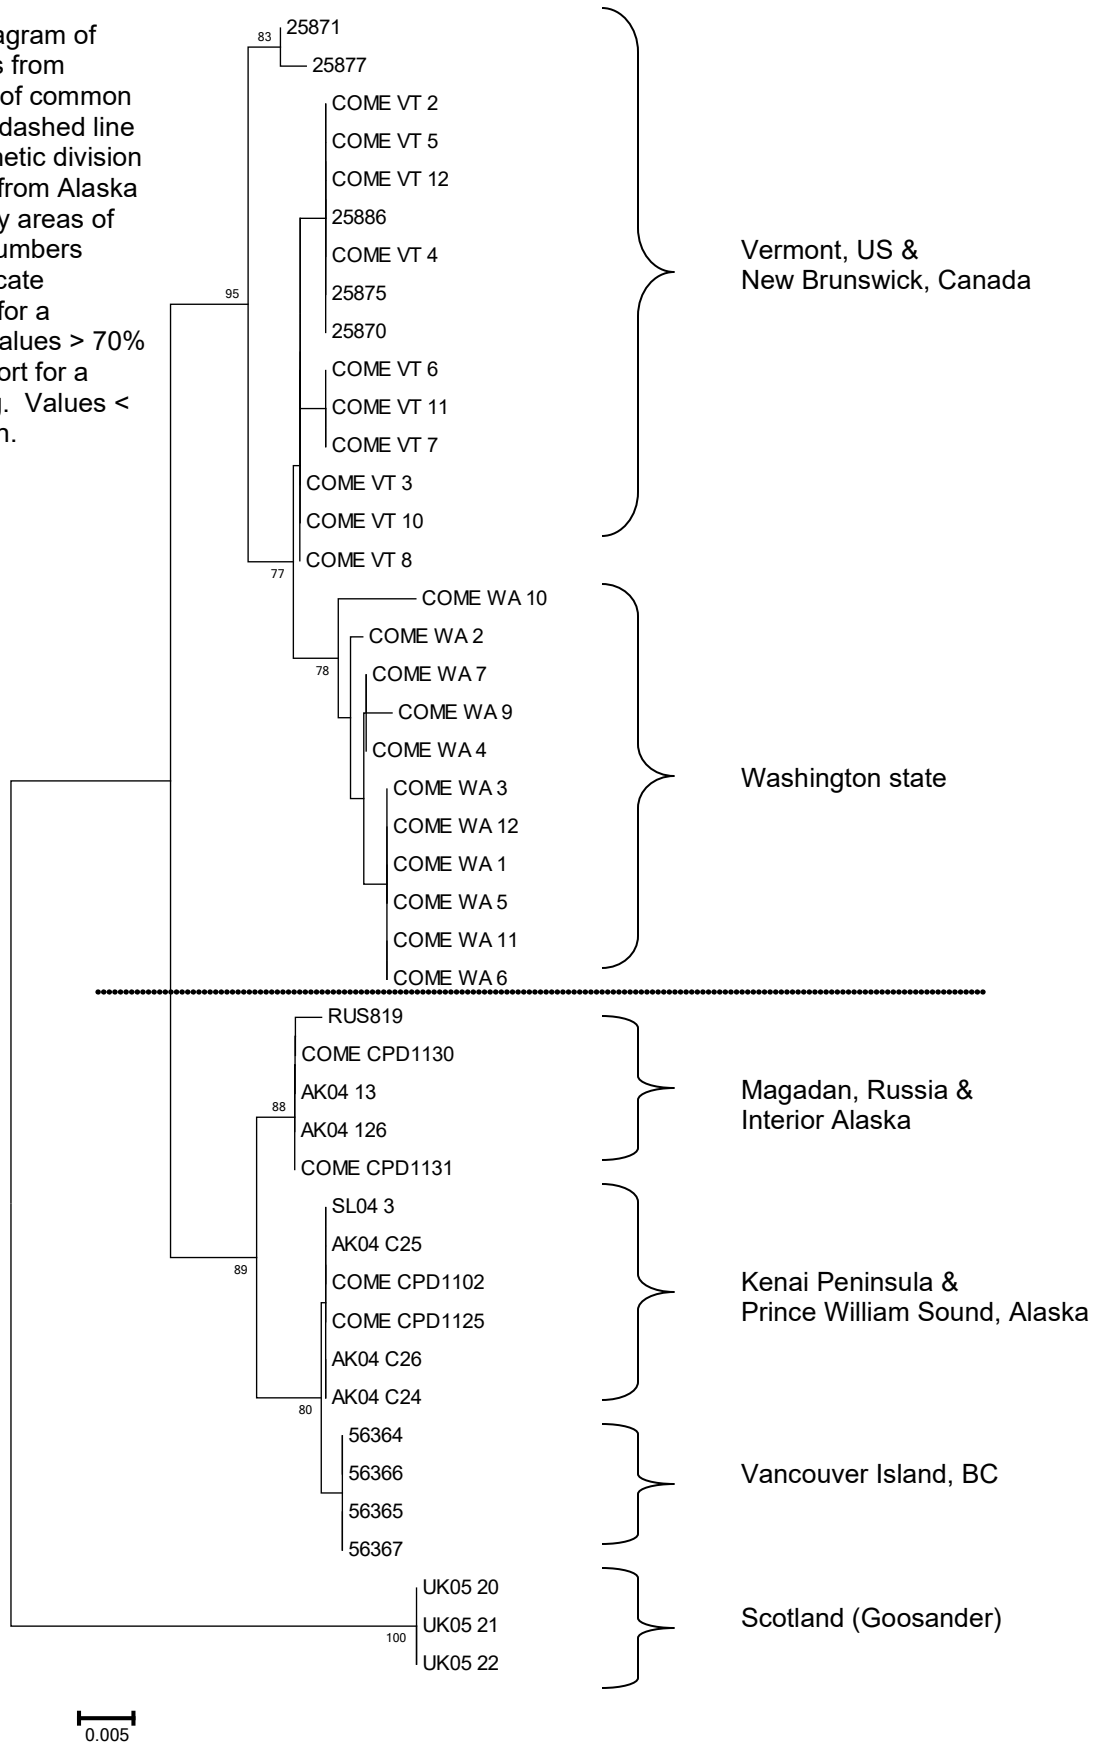 agram of
s from
of common
dashed line
netic division
from Alaska
y areas of
umbers
cate
for a
alues > 70%
ort for a
g. Values <
n.
83
25871
25877
COME VT 2
COME VT 5
COME VT 12
25886
COME VT 4
25875
25870
COME VT 6
COME VT 11
COME VT 7
COME VT 3
COME VT 10
COME VT 8
95
77
Vermont, US &
New Brunswick, Canada
COME WA 10
COME WA 2
COME WA 7
COME WA 9
COME WA 4
COME WA 3
COME WA 12
COME WA 1
COME WA 5
COME WA 11
COME WA 6
78
Washington state
RUS819
COME CPD1130
AK04 13
AK04 126
COME CPD1131
88
Magadan, Russia &
Interior Alaska
SL04 3
AK04 C25
COME CPD1102
COME CPD1125
AK04 C26
AK04 C24
89
80
Kenai Peninsula &
Prince William Sound, Alaska
56364
56366
56365
56367
Vancouver Island, BC
UK05 20
UK05 21
UK05 22
100
Scotland (Goosander)
0.005